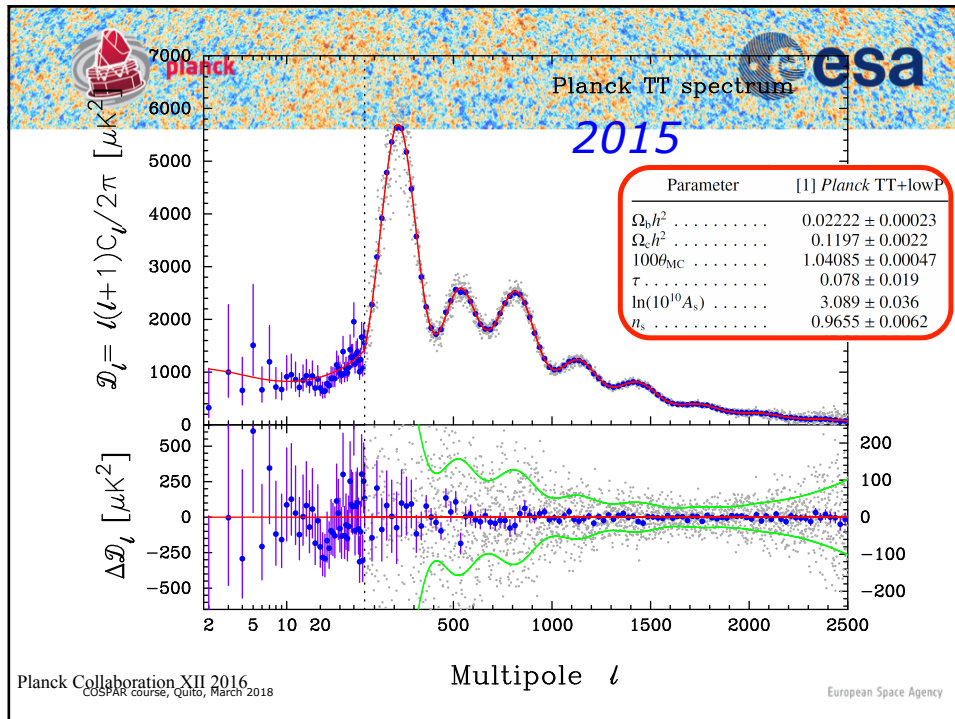 planck
esa
Planck TT spectrum
2015
𝒟ℓ= ℓ(ℓ+1)Cℓ/2π [μK²]
7000
6000
5000
4000
3000
2000
1000
0
Parameter [1] Planck TT+lowP
Ωbh² . . . . . . . . . . 0.02222 ± 0.00023
Ωch² . . . . . . . . . . 0.1197 ± 0.0022
100θMC . . . . . . . . 1.04085 ± 0.00047
τ . . . . . . . . . . . . . 0.078 ± 0.019
ln(10¹⁰As) . . . . . . 3.089 ± 0.036
ns . . . . . . . . . . . . 0.9655 ± 0.0062
Δ𝒟ℓ [μK²]
500
250
0
−250
−500
200
100
0
−100
−200
2 5 10 20 500 1000 1500 2000 2500
Multipole ℓ
Planck Collaboration XII 2016
COSPAR course, Quito, March 2018
European Space Agency